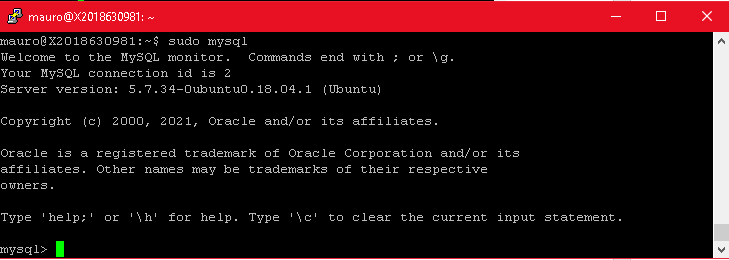 mauro@X2018630981: ~
mauro@X2018630981:~$ sudo mysql
Welcome to the MySQL monitor.  Commands end with ; or \g.
Your MySQL connection id is 2
Server version: 5.7.34-0ubuntu0.18.04.1 (Ubuntu)
Copyright (c) 2000, 2021, Oracle and/or its affiliates.
Oracle is a registered trademark of Oracle Corporation and/or its
affiliates. Other names may be trademarks of their respective
owners.
Type 'help;' or '\h' for help. Type '\c' to clear the current input statement.
mysql>